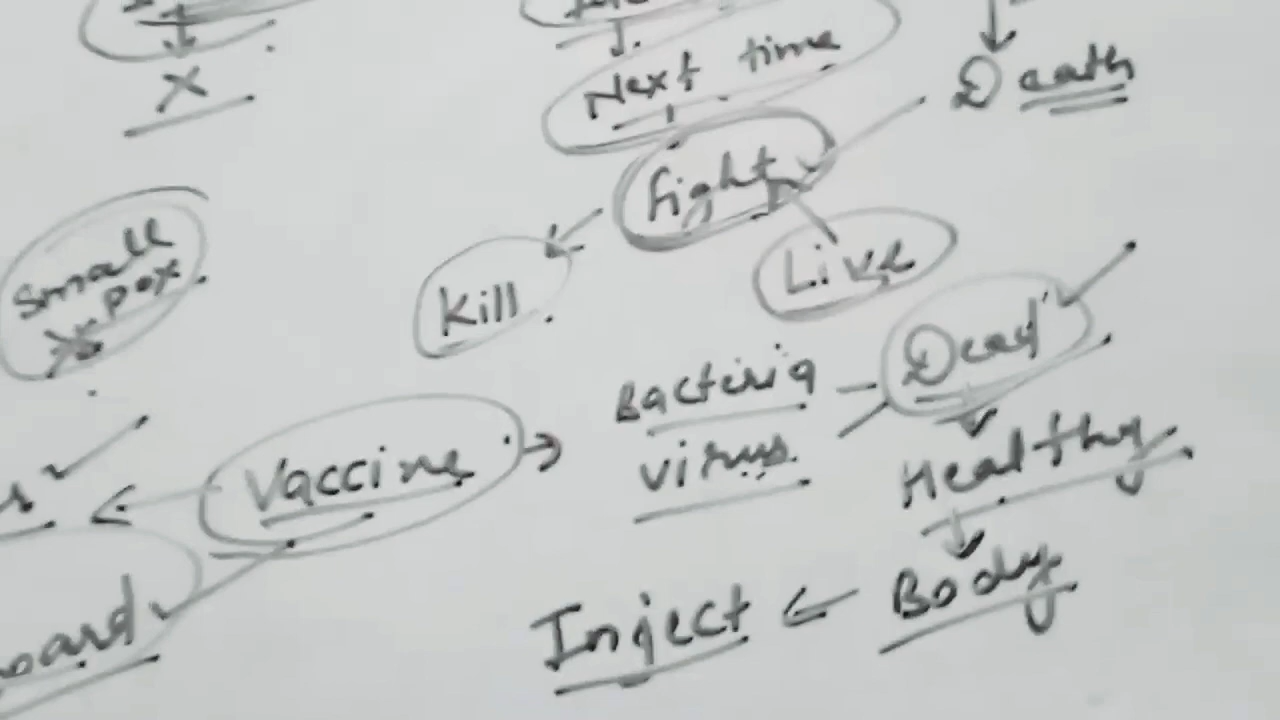 X
Next time
Death
fight
Small
pox
Kill
Live
Dead
Bacteria
virus
Vaccine
Healthy
Body
Inject